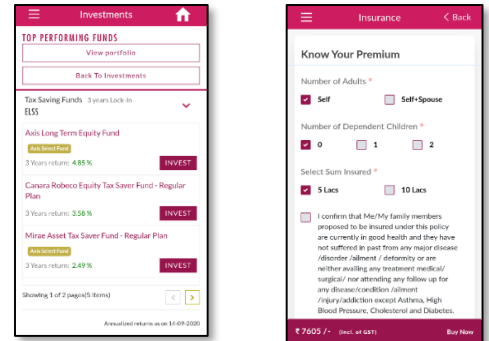 Investments
TOP PERFORMING FUNDS
View portfolio
Back To Investments
Tax Saving Funds 3 years Lock-In
ELSS
Axis Long Term Equity Fund
Axis Select Fund
3 Years return: 4.85 % INVEST
Canara Robeco Equity Tax Saver Fund - Regular
Plan
3 Years return: 3.58 % INVEST
Mirae Asset Tax Saver Fund - Regular Plan
Axis Select Fund
3 Years return: 2.49 % INVEST
Showing 1 of 2 pages(5 items) < >
Annualized returns as on 14-09-2020
Insurance < Back
Know Your Premium
Number of Adults *
Self Self+Spouse
Number of Dependent Children *
0 1 2
Select Sum Insured *
5 Lacs 10 Lacs
I confirm that Me/My family members
proposed to be insured under this policy
are currently in good health and they have
not suffered in past from any major disease
/disorder /ailment / deformity or are
neither availing any treatment medical/
surgical/ nor attending any follow up for
any disease/condition /ailment
/injury/addiction except Asthma, High
Blood Pressure, Cholesterol and Diabetes.
₹ 7605 /- (incl. of GST) Buy Now